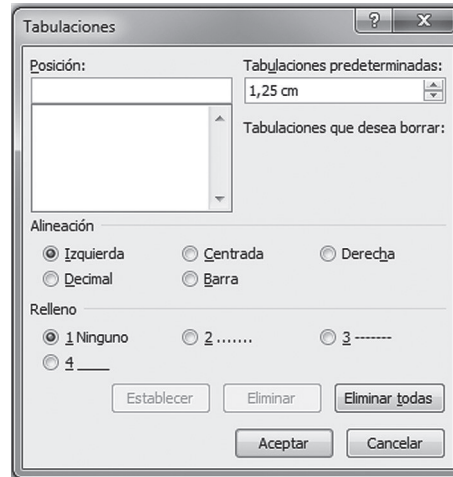 Tabulaciones
Posición: Tabulaciones predeterminadas:
1,25 cm
Tabulaciones que desea borrar:
Alineación
Izquierda Centrada Derecha
Decimal Barra
Relleno
1 Ninguno 2 ....... 3 -------
4 ____
Establecer Eliminar Eliminar todas
Aceptar Cancelar